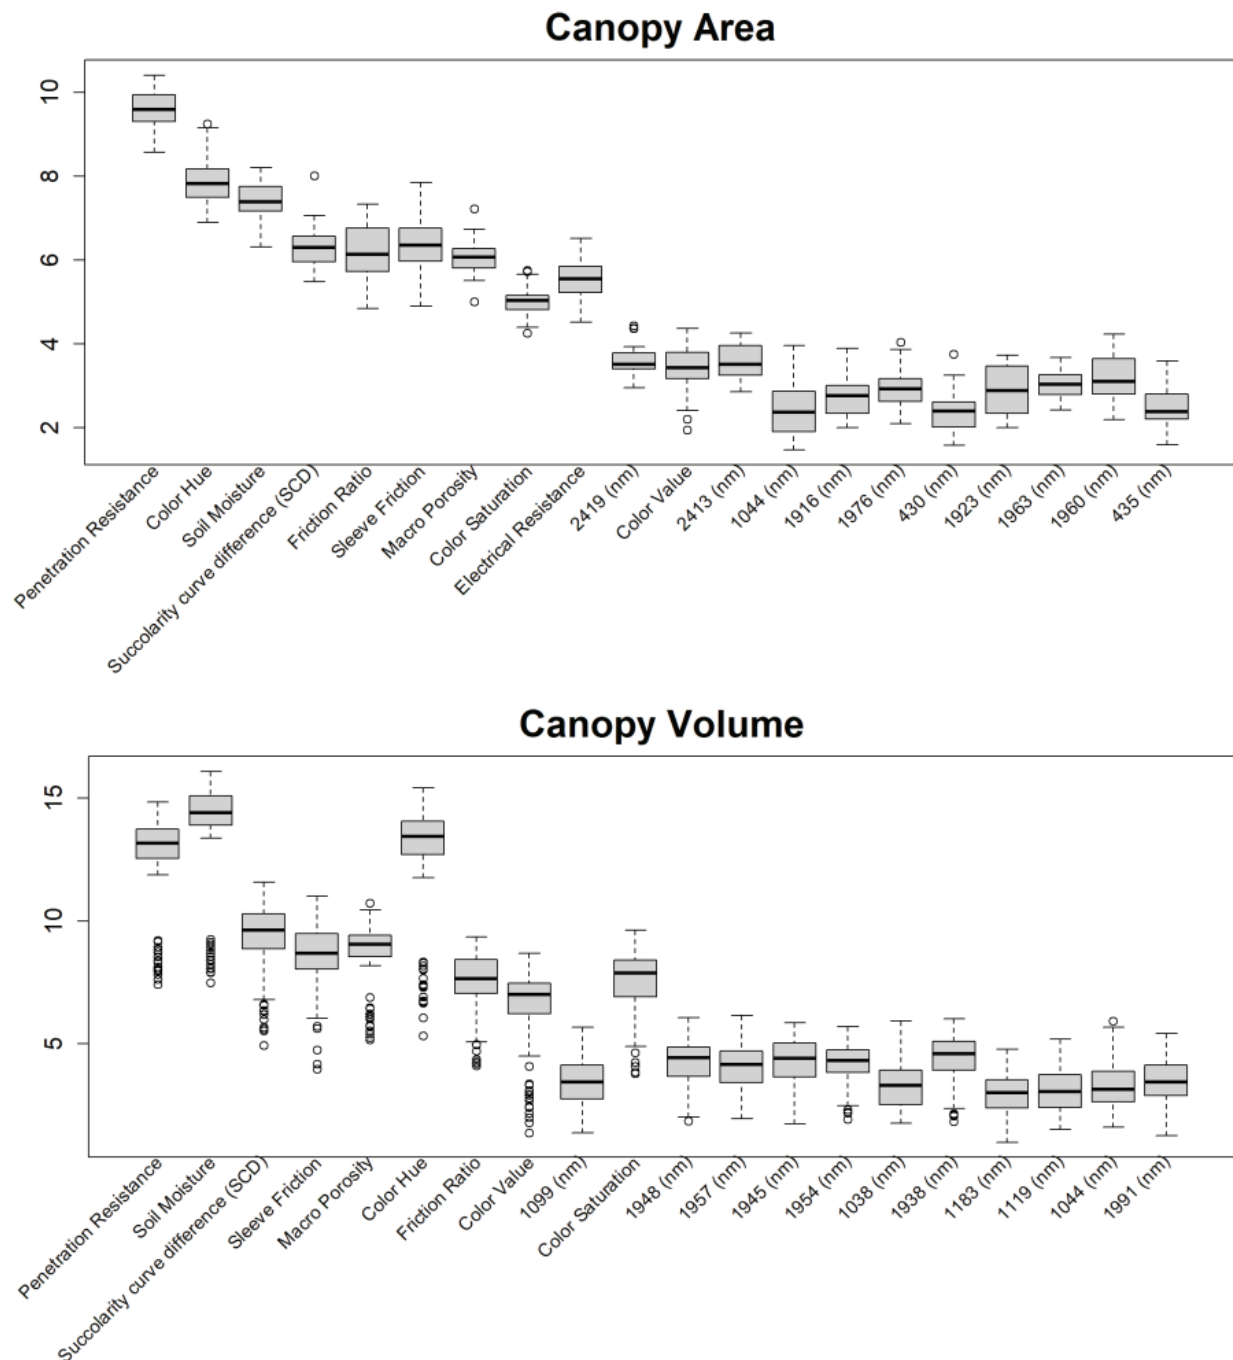 Canopy Area
10
8
6
4
2
Penetration Resistance
Color Hue
Soil Moisture
Succolarity curve difference (SCD)
Friction Ratio
Sleeve Friction
Macro Porosity
Color Saturation
Electrical Resistance
2419 (nm)
Color Value
2413 (nm)
1044 (nm)
1916 (nm)
1976 (nm)
430 (nm)
1923 (nm)
1963 (nm)
1960 (nm)
435 (nm)
Canopy Volume
15
10
5
Penetration Resistance
Soil Moisture
Succolarity curve difference (SCD)
Sleeve Friction
Macro Porosity
Color Hue
Friction Ratio
Color Value
1099 (nm)
Color Saturation
1948 (nm)
1957 (nm)
1945 (nm)
1954 (nm)
1038 (nm)
1938 (nm)
1183 (nm)
1119 (nm)
1044 (nm)
1991 (nm)